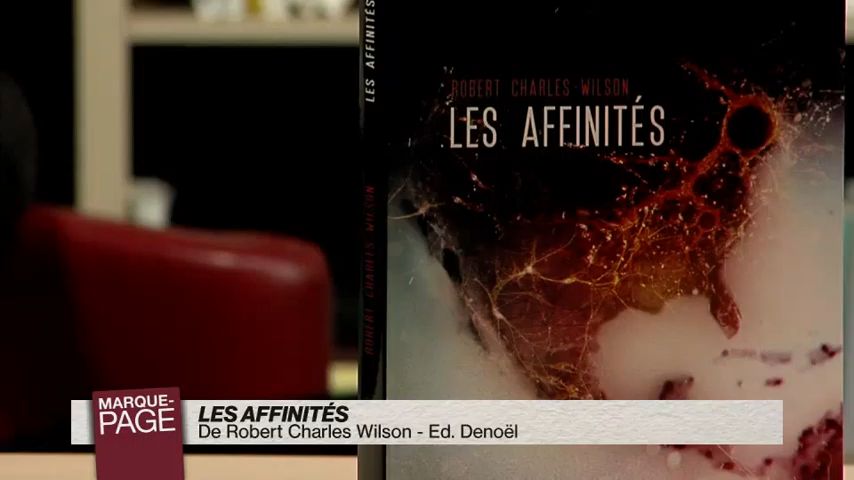 LES AFFINITÉS
ROBERT CHARLES WILSON
ROBERT CHARLES WILSON
LES AFFINITÉS
MARQUE-
PAGE
LES AFFINITÉS
De Robert Charles Wilson - Ed. Denoël